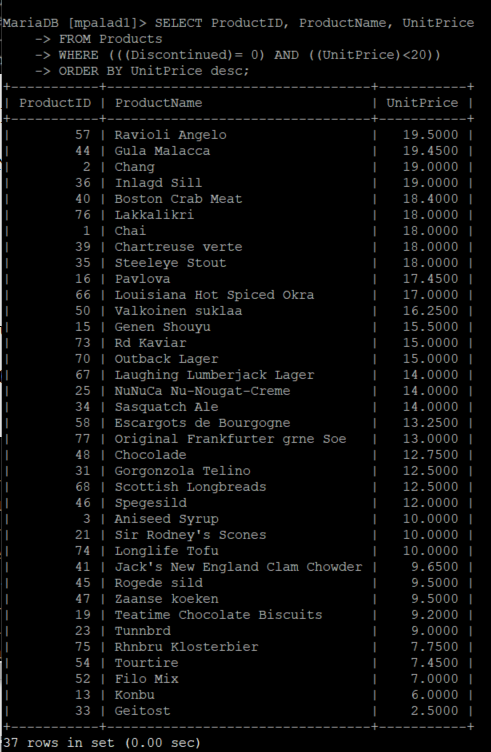 MariaDB [mpalad1]> SELECT ProductID, ProductName, UnitPrice
    -> FROM Products
    -> WHERE (((Discontinued)= 0) AND ((UnitPrice)<20))
    -> ORDER BY UnitPrice desc;
+-----------+----------------------------------+-----------+
| ProductID | ProductName                      | UnitPrice |
+-----------+----------------------------------+-----------+
|        57 | Ravioli Angelo                   |   19.5000 |
|        44 | Gula Malacca                     |   19.4500 |
|         2 | Chang                            |   19.0000 |
|        36 | Inlagd Sill                      |   19.0000 |
|        40 | Boston Crab Meat                 |   18.4000 |
|        76 | Lakkalikri                       |   18.0000 |
|         1 | Chai                             |   18.0000 |
|        39 | Chartreuse verte                 |   18.0000 |
|        35 | Steeleye Stout                   |   18.0000 |
|        16 | Pavlova                          |   17.4500 |
|        66 | Louisiana Hot Spiced Okra        |   17.0000 |
|        50 | Valkoinen suklaa                 |   16.2500 |
|        15 | Genen Shouyu                     |   15.5000 |
|        73 | Rd Kaviar                        |   15.0000 |
|        70 | Outback Lager                    |   15.0000 |
|        67 | Laughing Lumberjack Lager        |   14.0000 |
|        25 | NuNuCa Nu-Nougat-Creme           |   14.0000 |
|        34 | Sasquatch Ale                    |   14.0000 |
|        58 | Escargots de Bourgogne           |   13.2500 |
|        77 | Original Frankfurter grne Soe    |   13.0000 |
|        48 | Chocolade                        |   12.7500 |
|        31 | Gorgonzola Telino                |   12.5000 |
|        68 | Scottish Longbreads              |   12.5000 |
|        46 | Spegesild                        |   12.0000 |
|         3 | Aniseed Syrup                    |   10.0000 |
|        21 | Sir Rodney's Scones              |   10.0000 |
|        74 | Longlife Tofu                    |   10.0000 |
|        41 | Jack's New England Clam Chowder  |    9.6500 |
|        45 | Rogede sild                      |    9.5000 |
|        47 | Zaanse koeken                    |    9.5000 |
|        19 | Teatime Chocolate Biscuits       |    9.2000 |
|        23 | Tunnbrd                          |    9.0000 |
|        75 | Rhnbru Klosterbier               |    7.7500 |
|        54 | Tourtire                         |    7.4500 |
|        52 | Filo Mix                         |    7.0000 |
|        13 | Konbu                            |    6.0000 |
|        33 | Geitost                          |    2.5000 |
+-----------+----------------------------------+-----------+
37 rows in set (0.00 sec)